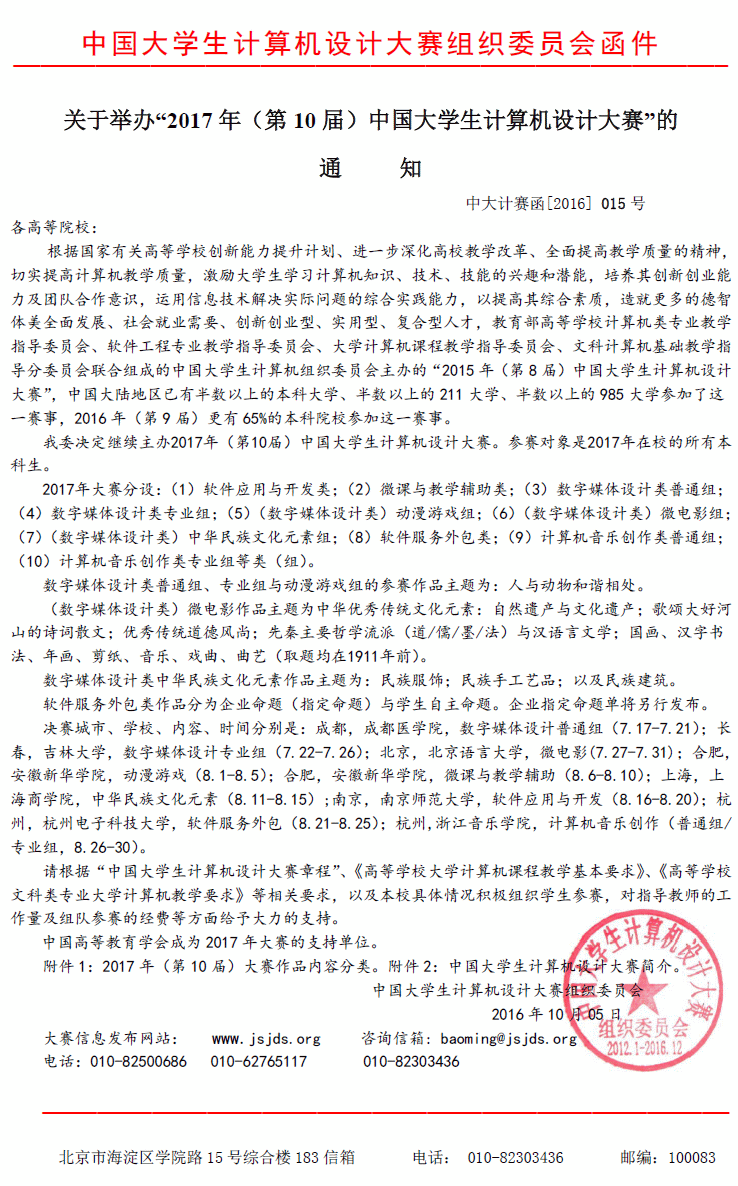 中国大学生计算机设计大赛组织委员会函件
关于举办“2017 年（第 10 届）中国大学生计算机设计大赛”的
通 知
中大计赛函[2016] 015 号
各高等院校：
根据国家有关高等学校创新能力提升计划、进一步深化高校教学改革、全面提高教学质量的精神，
切实提高计算机教学质量，激励大学生学习计算机知识、技术、技能的兴趣和潜能，培养其创新创业能
力及团队合作意识，运用信息技术解决实际问题的综合实践能力，以提高其综合素质，造就更多的德智
体美全面发展、社会就业需要、创新创业型、实用型、复合型人才，教育部高等学校计算机类专业教学
指导委员会、软件工程专业教学指导委员会、大学计算机课程教学指导委员会、文科计算机基础教学指
导分委员会联合组成的中国大学生计算机组织委员会主办的“2015 年（第 8 届）中国大学生计算机设计
大赛”，中国大陆地区已有半数以上的本科大学、半数以上的 211 大学、半数以上的 985 大学参加了这
一赛事，2016 年（第 9 届）更有 65%的本科院校参加这一赛事。
我委决定继续主办2017年（第10届）中国大学生计算机设计大赛。参赛对象是2017年在校的所有本
科生。
2017年大赛分设：（1）软件应用与开发类；（2）微课与教学辅助类；（3）数字媒体设计类普通组；
（4）数字媒体设计类专业组；（5）（数字媒体设计类）动漫游戏组；（6）（数字媒体设计类）微电影组；
（7）（数字媒体设计类）中华民族文化元素组；（8）软件服务外包类；（9）计算机音乐创作类普通组；
（10）计算机音乐创作类专业组等类（组）。
数字媒体设计类普通组、专业组与动漫游戏组的参赛作品主题为：人与动物和谐相处。
（数字媒体设计类）微电影作品主题为中华优秀传统文化元素：自然遗产与文化遗产；歌颂大好河
山的诗词散文；优秀传统道德风尚；先秦主要哲学流派（道/儒/墨/法）与汉语言文学；国画、汉字书
法、年画、剪纸、音乐、戏曲、曲艺（取题均在1911年前）。
数字媒体设计类中华民族文化元素作品主题为：民族服饰；民族手工艺品；以及民族建筑。
软件服务外包类作品分为企业命题（指定命题）与学生自主命题。企业指定命题单将另行发布。
决赛城市、学校、内容、时间分别是：成都，成都医学院，数字媒体设计普通组（7.17-7.21）；长
春，吉林大学，数字媒体设计专业组（7.22-7.26）；北京，北京语言大学，微电影(7.27-7.31)；合肥，
安徽新华学院，动漫游戏（8.1-8.5）；合肥，安徽新华学院，微课与教学辅助（8.6-8.10）；上海，上
海商学院，中华民族文化元素（8.11-8.15）;南京，南京师范大学，软件应用与开发（8.16-8.20）；杭
州，杭州电子科技大学，软件服务外包（8.21-8.25）；杭州,浙江音乐学院，计算机音乐创作（普通组/
专业组，8.26-30）。
请根据“中国大学生计算机设计大赛章程”、《高等学校大学计算机课程教学基本要求》、《高等学校
文科类专业大学计算机教学要求》等相关要求，以及本校具体情况积极组织学生参赛，对指导教师的工
作量及组队参赛的经费等方面给予大力的支持。
中国高等教育学会成为 2017 年大赛的支持单位。
附件 1：2017 年（第 10 届）大赛作品内容分类。附件 2：中国大学生计算机设计大赛简介。
中国大学生计算机设计大赛组织委员会
2016 年 10 月 05 日
中国大学生计算机设计大赛
组织委员会
2012.1-2016.12
大赛信息发布网站： www.jsjds.org 咨询信箱：baoming@jsjds.org
电话：010-82500686 010-62765117 010-82303436
北京市海淀区学院路 15 号综合楼 183 信箱 电话： 010-82303436 邮编：100083